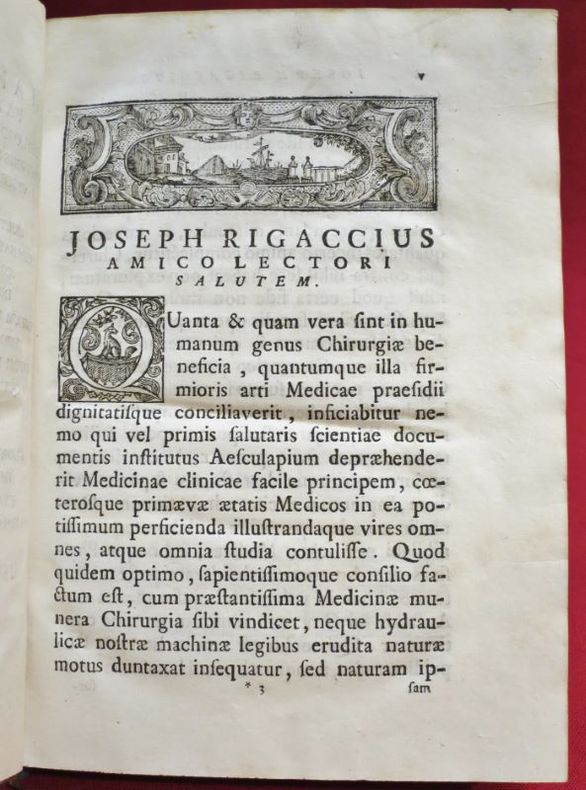 v
JOSEPH RIGACCIUS
AMICO LECTORI
SALUTEM.
QUanta & quam vera ſint in hu-
manum genus Chirurgiæ be-
neficia , quantumque illa fir-
mioris arti Medicae praeſidii
dignitatiſque conciliaverit , inficiabitur ne-
mo qui vel primis ſalutaris ſcientiae docu-
mentis inſtitutus Aeſculapium depræhende-
rit Medicinae clinicae facile principem, cœ-
teroſque primævæ ætatis Medicos in ea po-
tiſſimum perficienda illuſtrandaque vires om-
nes , atque omnia ſtudia contuliſſe . Quod
quidem optimo , ſapientiſſimoque conſilio fa-
ctum eſt , cum præſtantiſſima Medicinæ mu-
nera Chirurgia ſibi vindicet, neque hydrau-
licæ noſtræ machinæ legibus erudita naturæ
motus duntaxat inſequatur , ſed naturam ip-
* 3 ſam